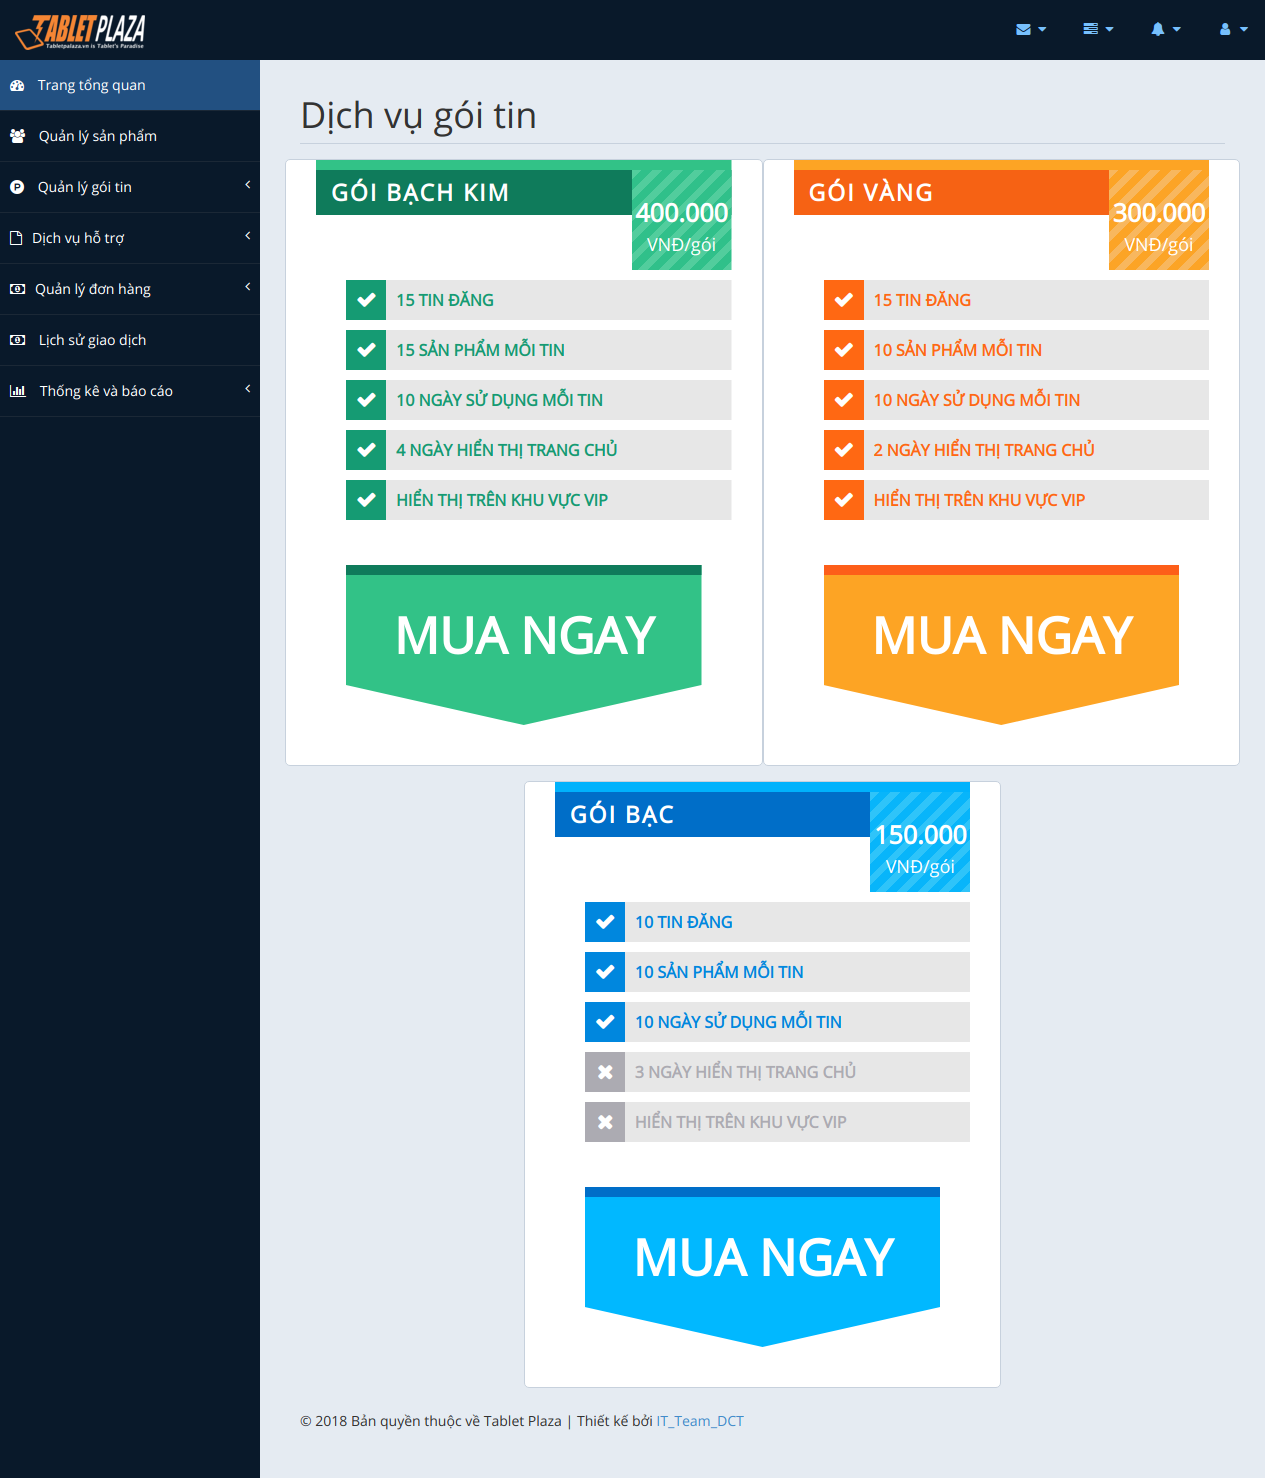 TABLETPLAZA
Tabletpalaza.vn is Tablet's Paradise
Trang tổng quan
Quản lý sản phẩm
Quản lý gói tin
Dịch vụ hỗ trợ
Quản lý đơn hàng
Lịch sử giao dịch
Thống kê và báo cáo
Dịch vụ gói tin
GÓI BẠCH KIM
400.000
VNĐ/gói
15 TIN ĐĂNG
15 SẢN PHẨM MỖI TIN
10 NGÀY SỬ DỤNG MỖI TIN
4 NGÀY HIỂN THỊ TRANG CHỦ
HIỂN THỊ TRÊN KHU VỰC VIP
MUA NGAY
GÓI VÀNG
300.000
VNĐ/gói
15 TIN ĐĂNG
10 SẢN PHẨM MỖI TIN
10 NGÀY SỬ DỤNG MỖI TIN
2 NGÀY HIỂN THỊ TRANG CHỦ
HIỂN THỊ TRÊN KHU VỰC VIP
MUA NGAY
GÓI BẠC
150.000
VNĐ/gói
10 TIN ĐĂNG
10 SẢN PHẨM MỖI TIN
10 NGÀY SỬ DỤNG MỖI TIN
3 NGÀY HIỂN THỊ TRANG CHỦ
HIỂN THỊ TRÊN KHU VỰC VIP
MUA NGAY
© 2018 Bản quyền thuộc về Tablet Plaza | Thiết kế bởi IT_Team_DCT